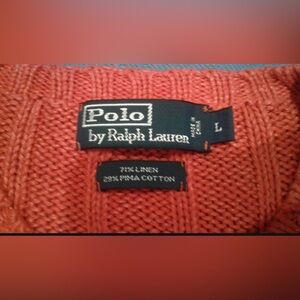 Polo
by Ralph Lauren
MADE IN
CHINA
L
71% LINEN
29% PIMA COTTON